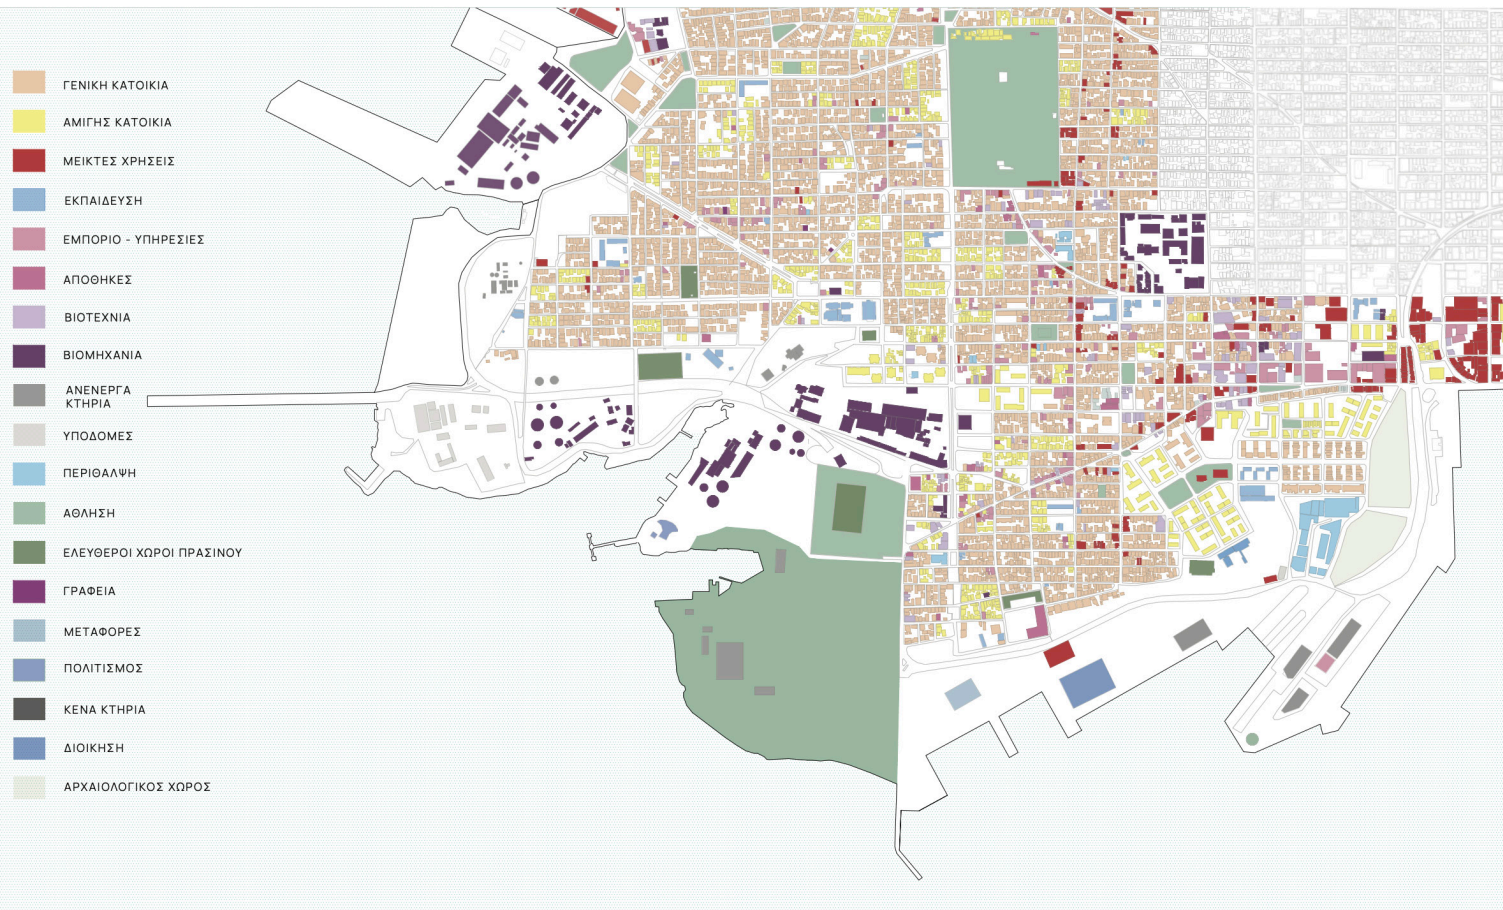 ΓΕΝΙΚΗ ΚΑΤΟΙΚΙΑ
ΑΜΙΓΗΣ ΚΑΤΟΙΚΙΑ
ΜΕΙΚΤΕΣ ΧΡΗΣΕΙΣ
ΕΚΠΑΙΔΕΥΣΗ
ΕΜΠΟΡΙΟ - ΥΠΗΡΕΣΙΕΣ
ΑΠΟΘΗΚΕΣ
ΒΙΟΤΕΧΝΙΑ
ΒΙΟΜΗΧΑΝΙΑ
ΑΝΕΝΕΡΓΑ
ΚΤΗΡΙΑ
ΥΠΟΔΟΜΕΣ
ΠΕΡΙΘΑΛΨΗ
ΑΘΛΗΣΗ
ΕΛΕΥΘΕΡΟΙ ΧΩΡΟΙ ΠΡΑΣΙΝΟΥ
ΓΡΑΦΕΙΑ
ΜΕΤΑΦΟΡΕΣ
ΠΟΛΙΤΙΣΜΟΣ
ΚΕΝΑ ΚΤΗΡΙΑ
ΔΙΟΙΚΗΣΗ
ΑΡΧΑΙΟΛΟΓΙΚΟΣ ΧΩΡΟΣ